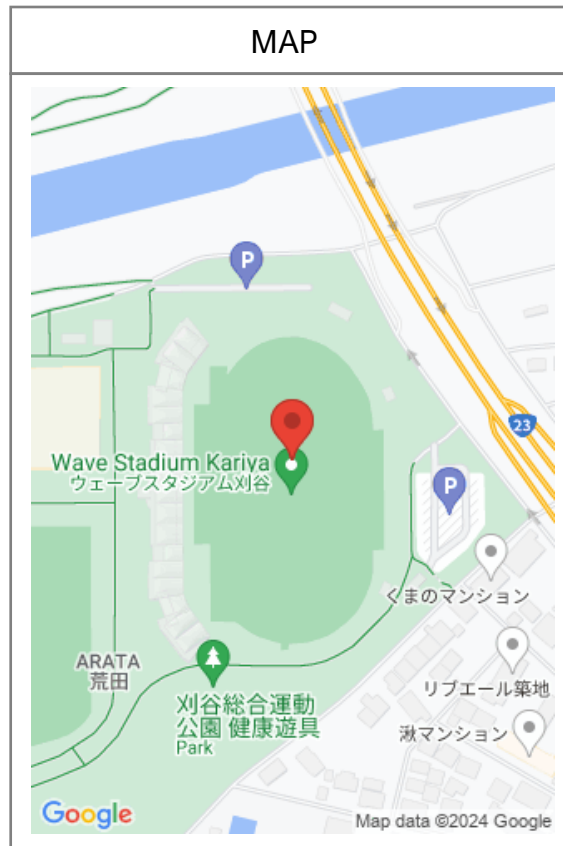 MAP
P
23
Wave Stadium Kariya
ウェーブスタジアム刈谷
P
くまのマンション
ARATA
荒田
リブエール築地
刈谷総合運動
公園 健康遊具
Park
湫マンション
Google
Map data ©2024 Google